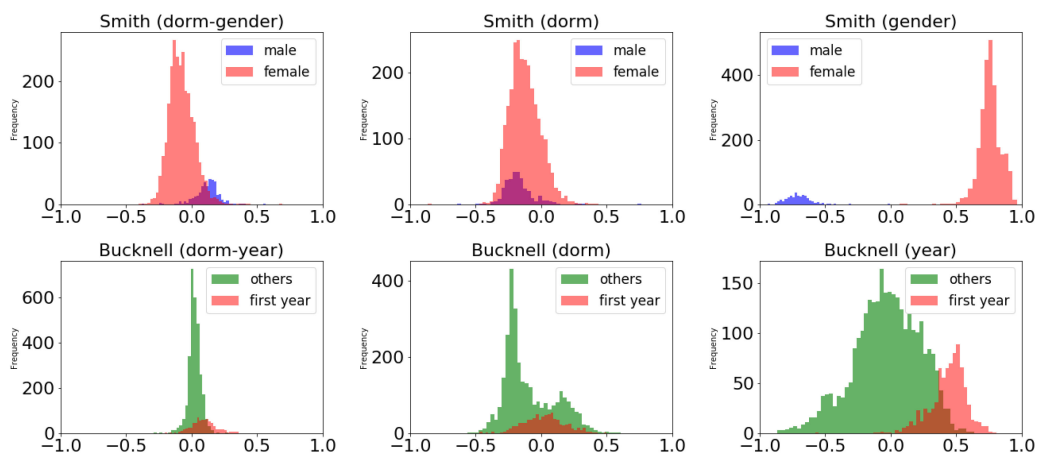 Smith (dorm-gender)
Frequency
200
100
0
male
female
−1.0 −0.5 0.0 0.5 1.0
Smith (dorm)
Frequency
200
100
0
male
female
−1.0 −0.5 0.0 0.5 1.0
Smith (gender)
Frequency
400
200
0
male
female
−1.0 −0.5 0.0 0.5 1.0
Bucknell (dorm-year)
Frequency
600
400
200
0
others
first year
−1.0 −0.5 0.0 0.5 1.0
Bucknell (dorm)
Frequency
400
200
0
others
first year
−1.0 −0.5 0.0 0.5 1.0
Bucknell (year)
Frequency
150
100
50
0
others
first year
−1.0 −0.5 0.0 0.5 1.0